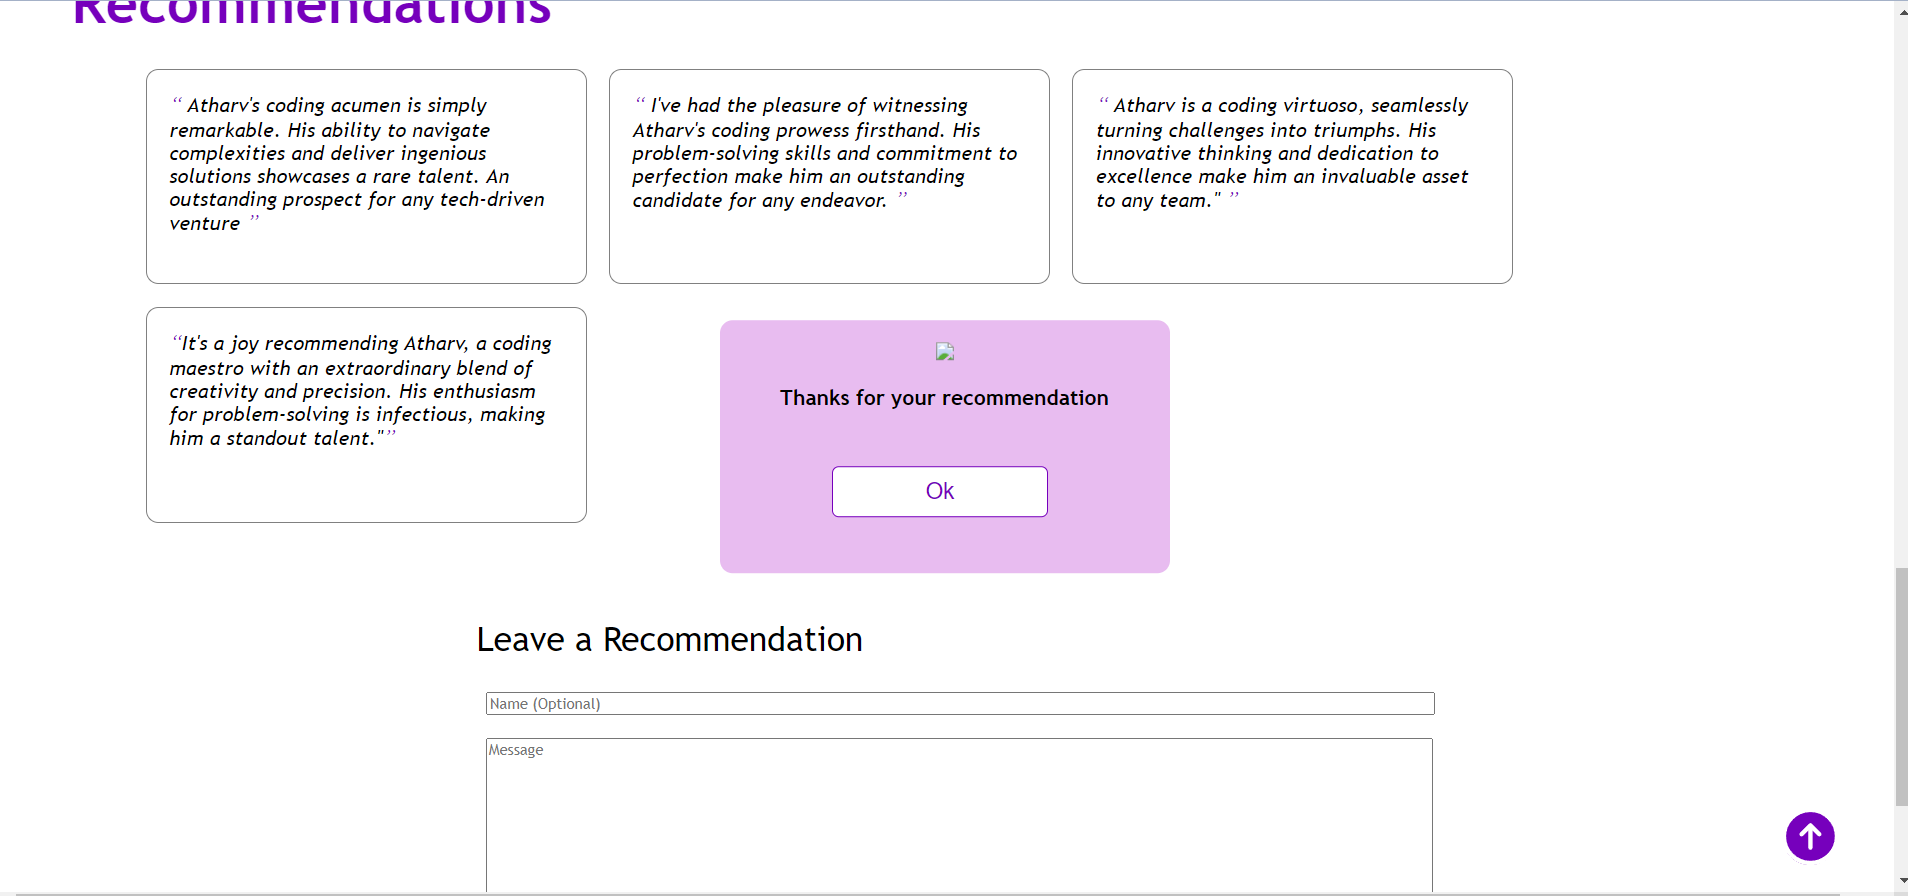 Recommendations
“ Atharv's coding acumen is simply
remarkable. His ability to navigate
complexities and deliver ingenious
solutions showcases a rare talent. An
outstanding prospect for any tech-driven
venture ”
“ I've had the pleasure of witnessing
Atharv's coding prowess firsthand. His
problem-solving skills and commitment to
perfection make him an outstanding
candidate for any endeavor. ”
“ Atharv is a coding virtuoso, seamlessly
turning challenges into triumphs. His
innovative thinking and dedication to
excellence make him an invaluable asset
to any team." ”
“It's a joy recommending Atharv, a coding
maestro with an extraordinary blend of
creativity and precision. His enthusiasm
for problem-solving is infectious, making
him a standout talent."”
Thanks for your recommendation
Ok
Leave a Recommendation
Name (Optional)
Message